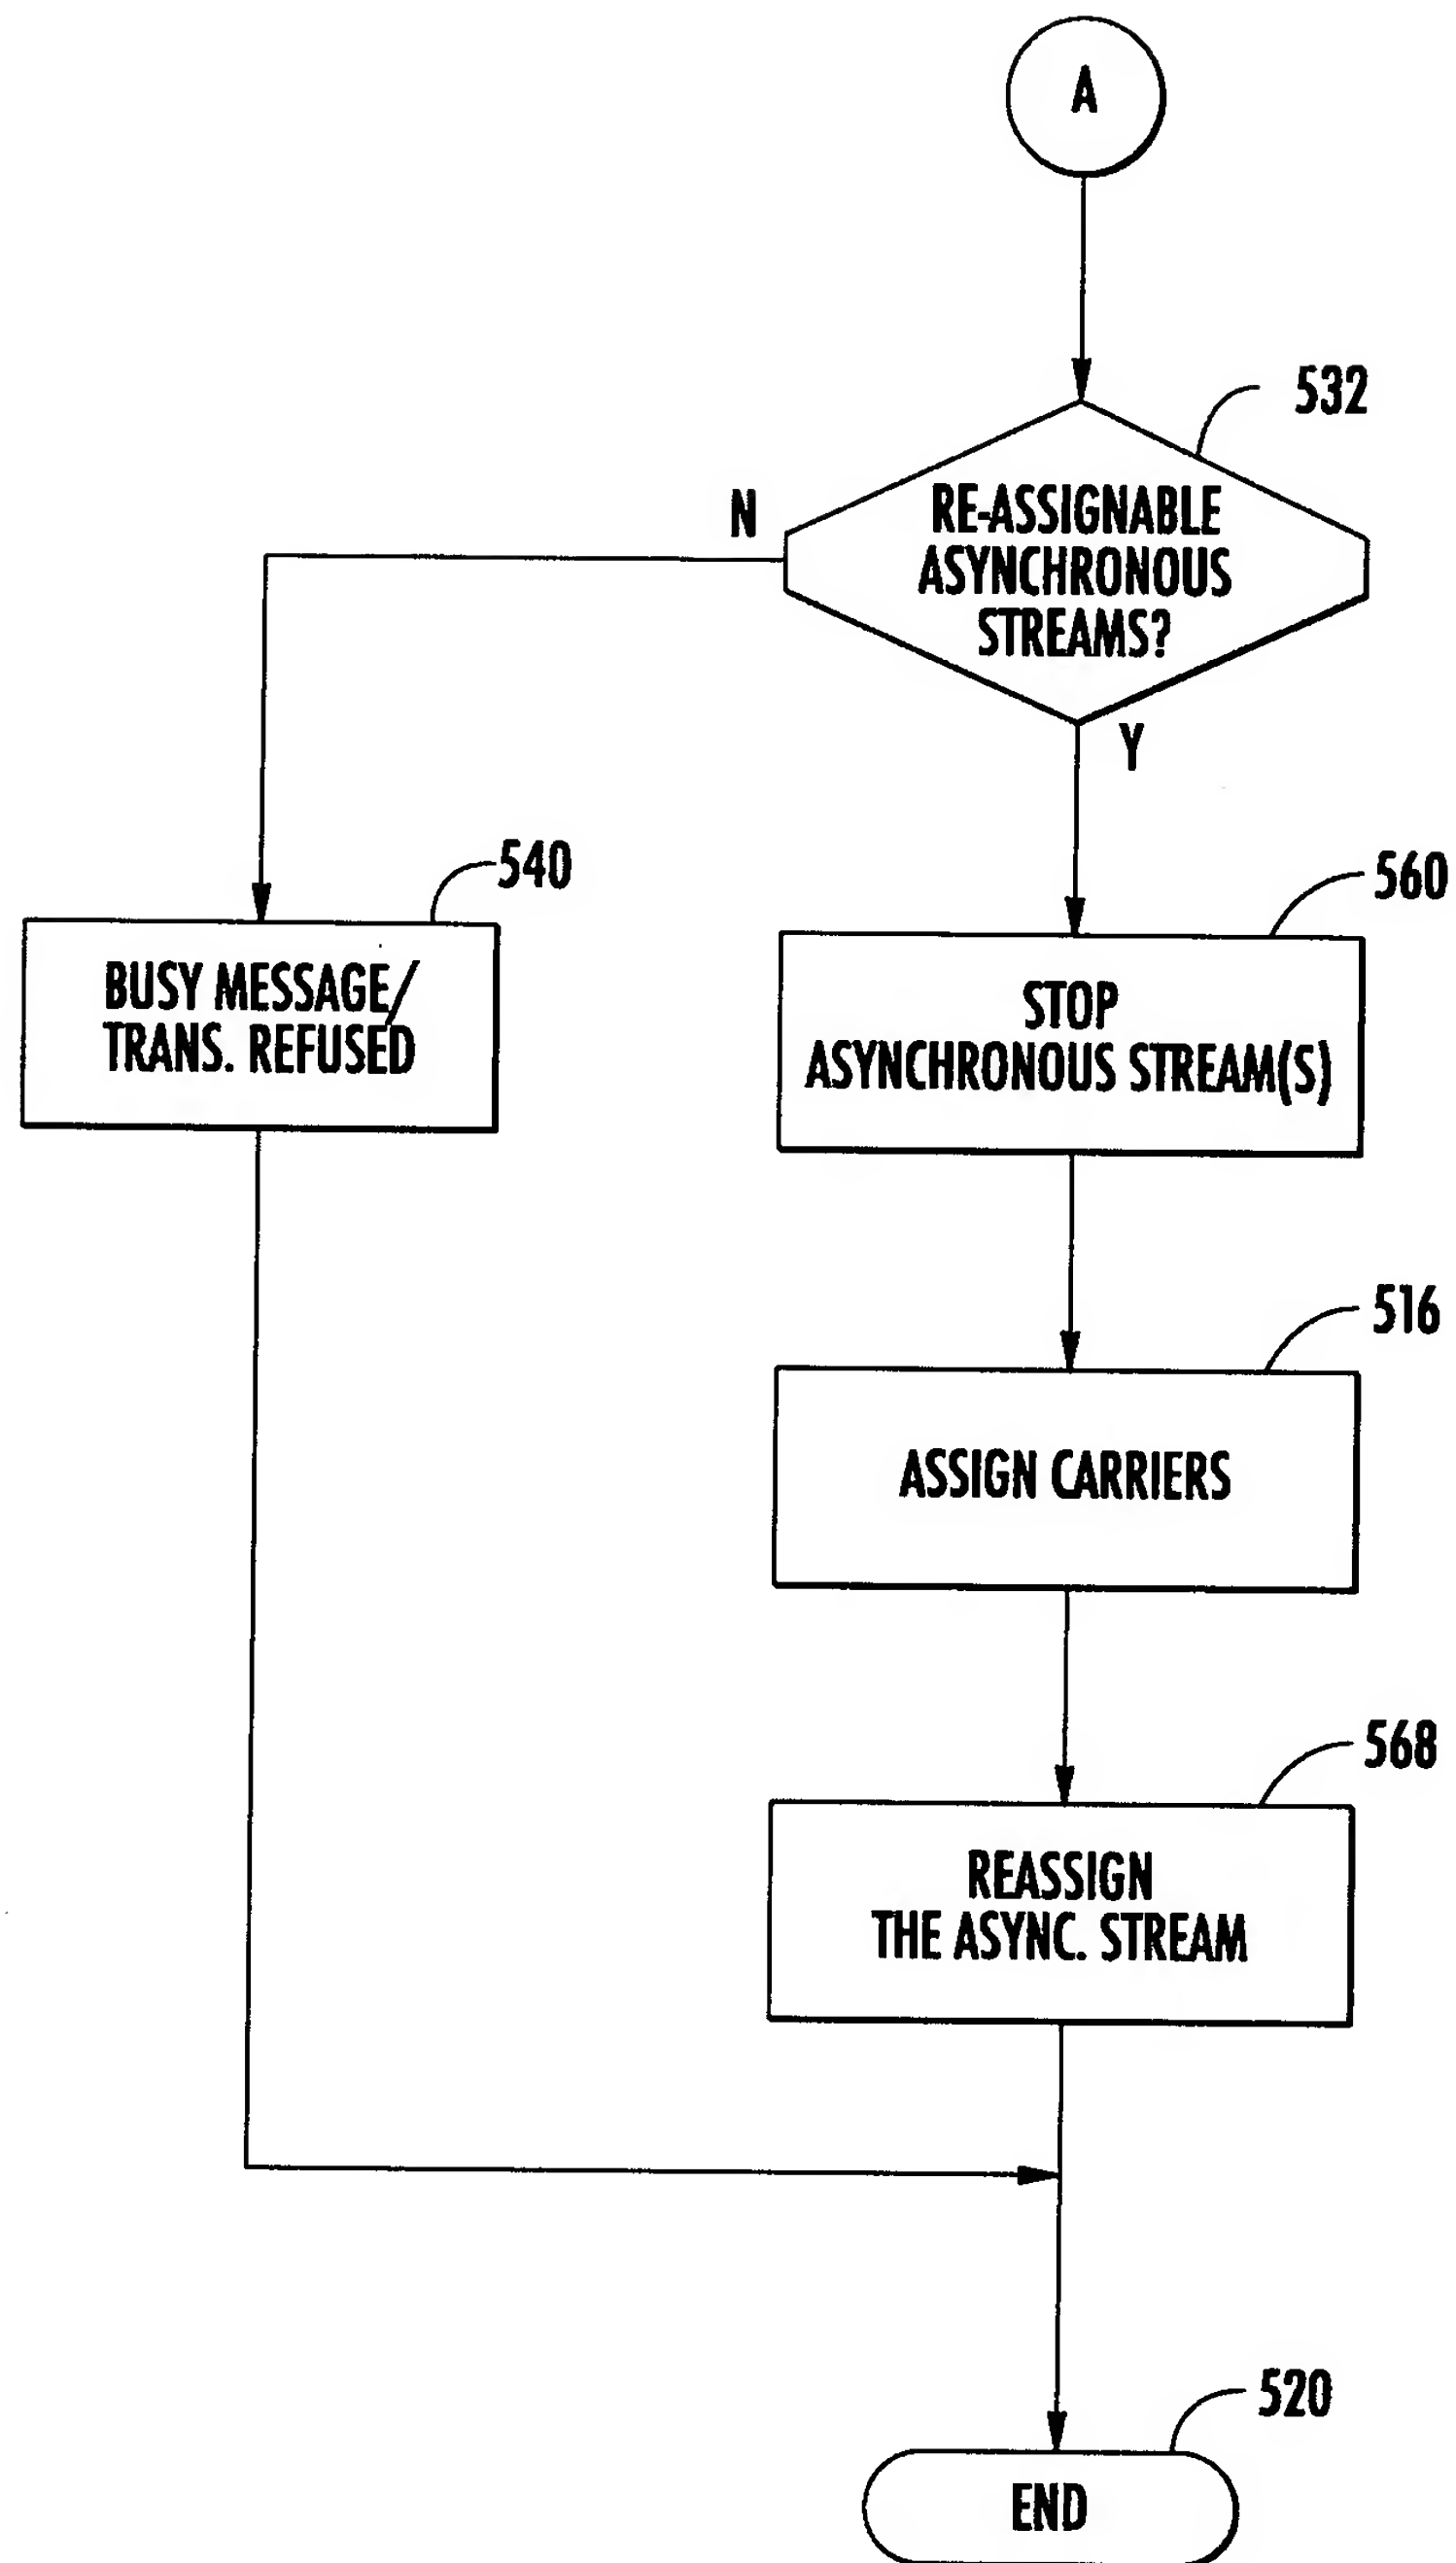 A
532
RE-ASSIGNABLE
ASYNCHRONOUS
STREAMS?
N
Y
540
BUSY MESSAGE/
TRANS. REFUSED
560
STOP
ASYNCHRONOUS STREAM(S)
516
ASSIGN CARRIERS
568
REASSIGN
THE ASYNC. STREAM
520
END